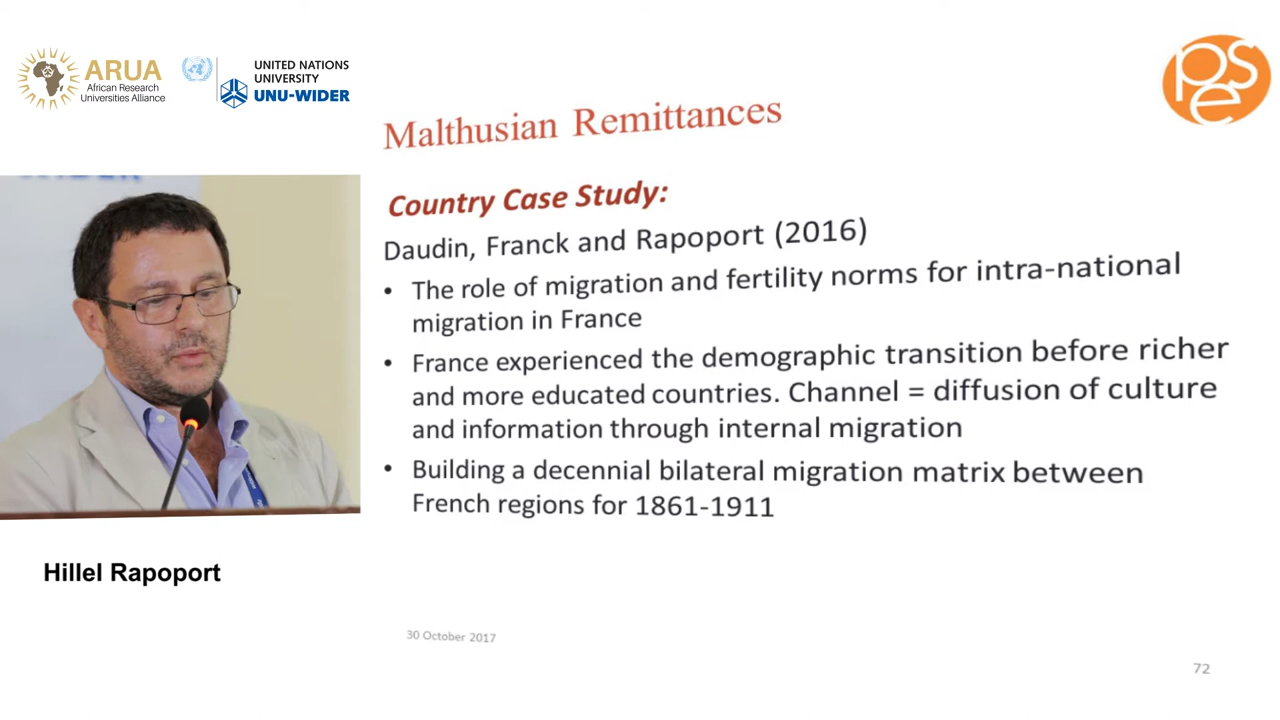 ARUA
African Research
Universities Alliance
UNITED NATIONS
UNIVERSITY
UNU-WIDER
pse
Malthusian Remittances
Country Case Study:
Daudin, Franck and Rapoport (2016)
• The role of migration and fertility norms for intra-national
migration in France
• France experienced the demographic transition before richer
and more educated countries. Channel = diffusion of culture
and information through internal migration
• Building a decennial bilateral migration matrix between
French regions for 1861-1911
Hillel Rapoport
30 October 2017
72